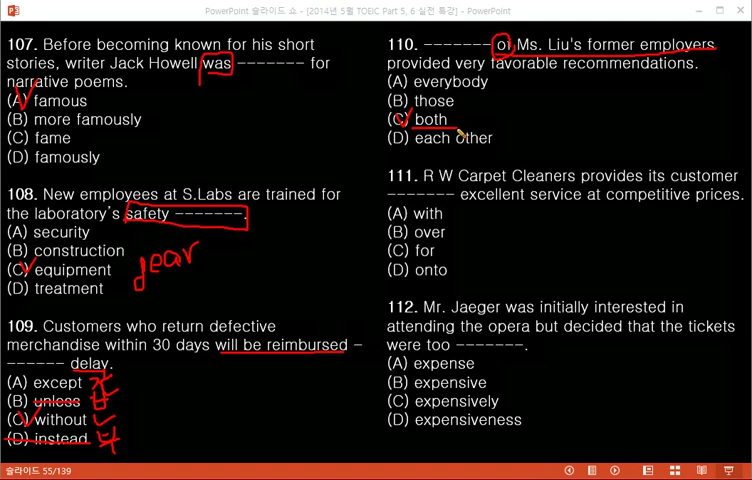 PowerPoint 슬라이드 쇼 - [2014년 5월 TOEIC Part 5, 6 실전 특강] - PowerPoint
107. Before becoming known for his short
stories, writer Jack Howell was ------- for
narrative poems.
(A) famous
(B) more famously
(C) fame
(D) famously
108. New employees at S.Labs are trained for
the laboratory's safety -------.
(A) security
(B) construction
(C) equipment
(D) treatment
gear
109. Customers who return defective
merchandise within 30 days will be reimbursed -
------ delay.
(A) except 전
(B) unless
(C) without
(D) instead 부
110. ------- of Ms. Liu's former employers
provided very favorable recommendations.
(A) everybody
(B) those
(C) both
(D) each other
111. R W Carpet Cleaners provides its customer
------- excellent service at competitive prices.
(A) with
(B) over
(C) for
(D) onto
112. Mr. Jaeger was initially interested in
attending the opera but decided that the tickets
were too -------.
(A) expense
(B) expensive
(C) expensively
(D) expensiveness
슬라이드 55/139